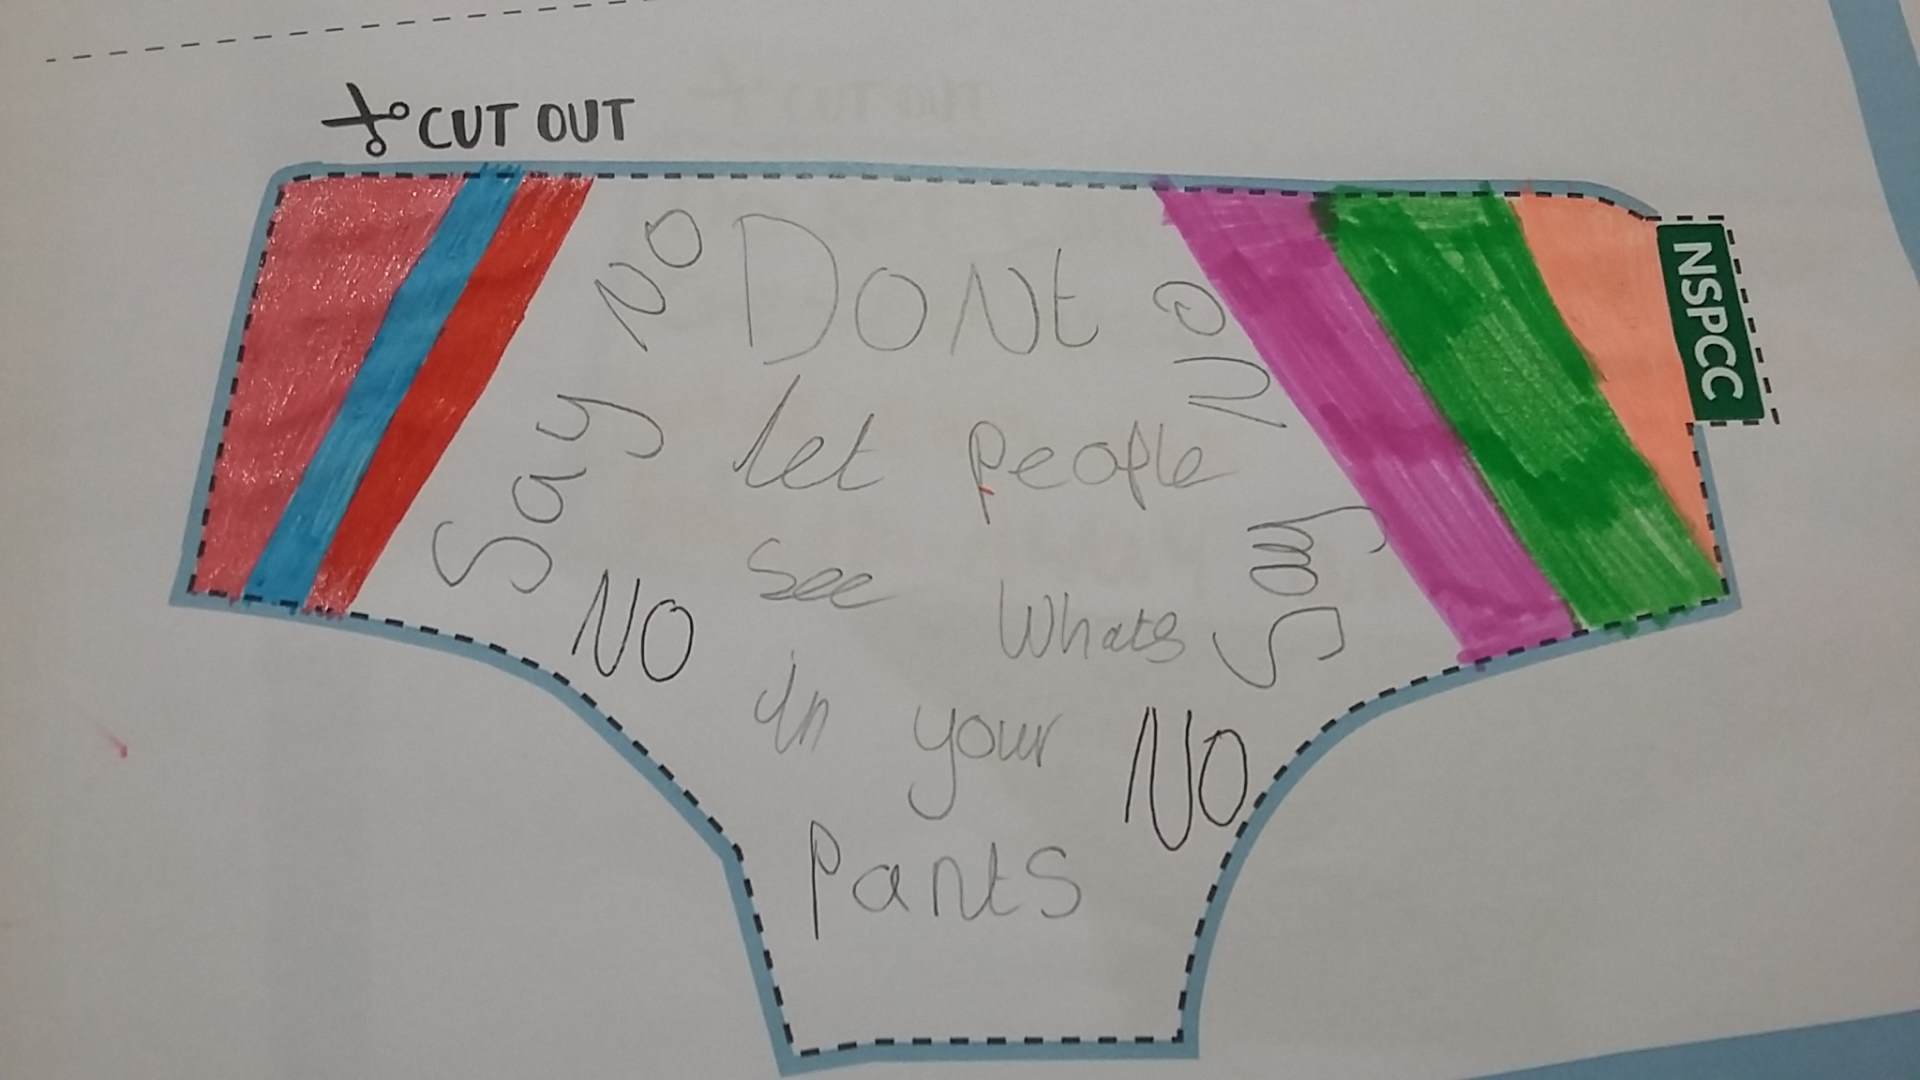 CUT OUT
NSPCC
Say NO
DONt
let people
see Whats
in your
Pants
Say NO
NO
NO